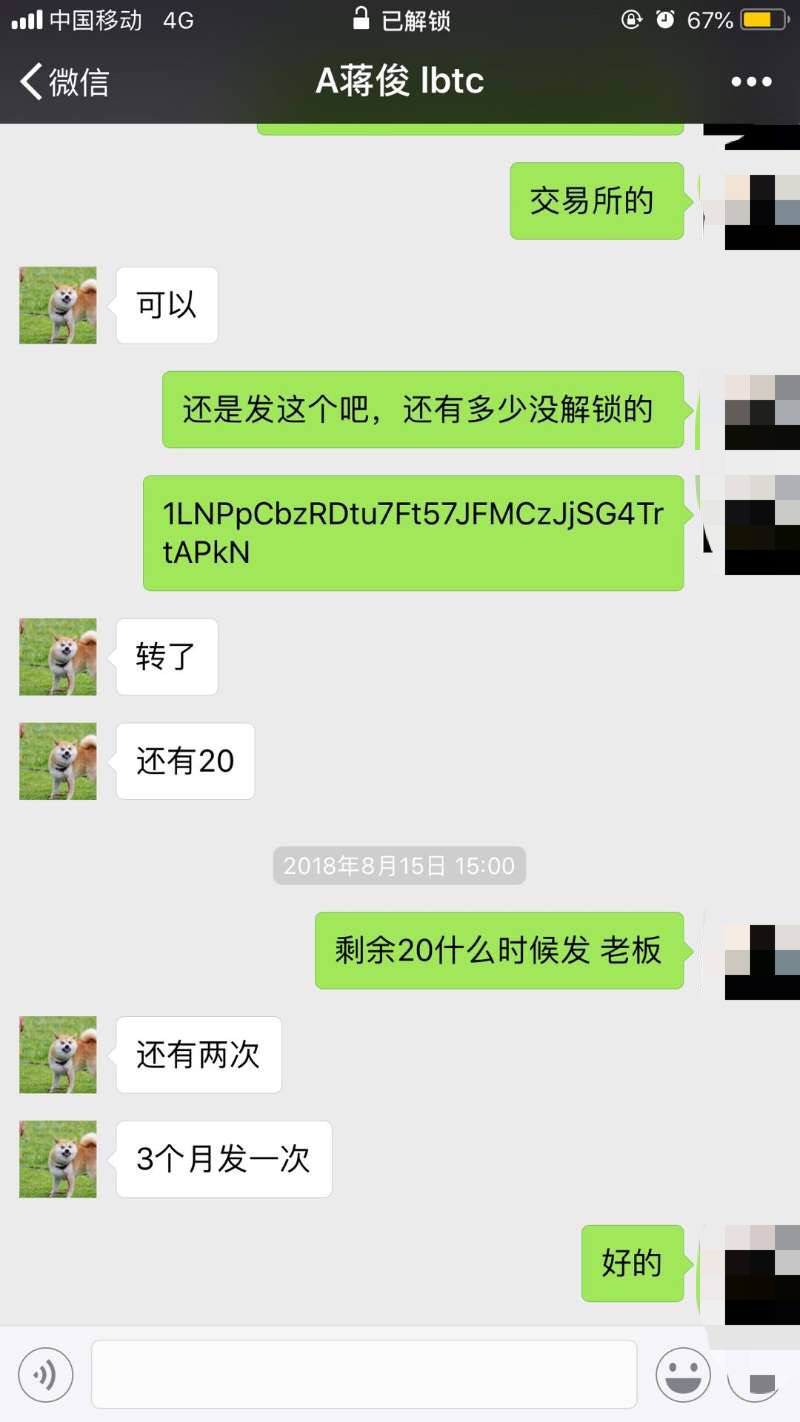 中国移动 4G 已解锁 67%
微信 A蒋俊 lbtc
交易所的
可以
还是发这个吧，还有多少没解锁的
1LNPpCbzRDtu7Ft57JFMCzJjSG4Tr
tAPkN
转了
还有20
2018年8月15日 15:00
剩余20什么时候发 老板
还有两次
3个月发一次
好的